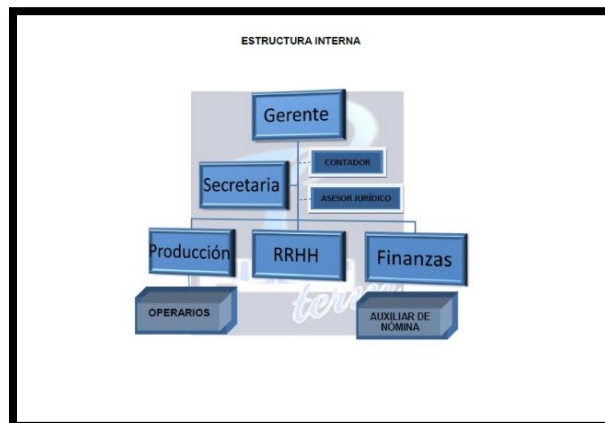 ESTRUCTURA INTERNA
Gerente
CONTADOR
Secretaria
ASESOR JURÍDICO
Producción
RRHH
Finanzas
OPERARIOS
AUXILIAR DE
NÓMINA